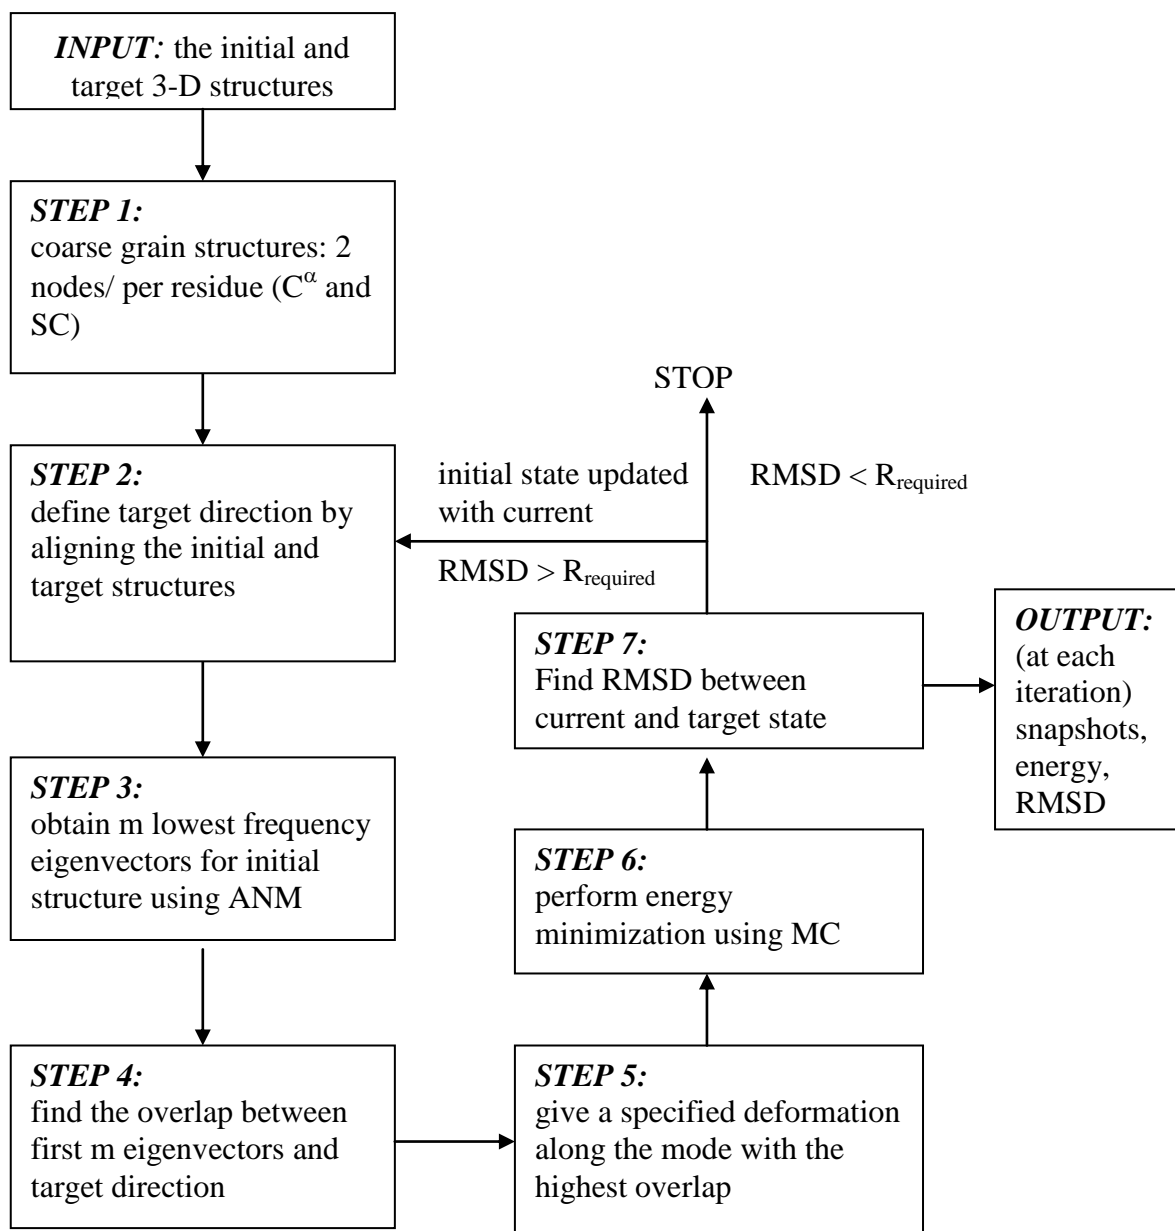 INPUT: the initial and
target 3-D structures
STEP 1:
coarse grain structures: 2
nodes/ per residue (Cα and
SC)
STEP 2:
define target direction by
aligning the initial and
target structures
STEP 3:
obtain m lowest frequency
eigenvectors for initial
structure using ANM
STEP 4:
find the overlap between
first m eigenvectors and
target direction
STEP 5:
give a specified deformation
along the mode with the
highest overlap
STEP 6:
perform energy
minimization using MC
STEP 7:
Find RMSD between
current and target state
initial state updated
with current
RMSD > Rrequired
STOP
RMSD < Rrequired
OUTPUT:
(at each
iteration)
snapshots,
energy,
RMSD